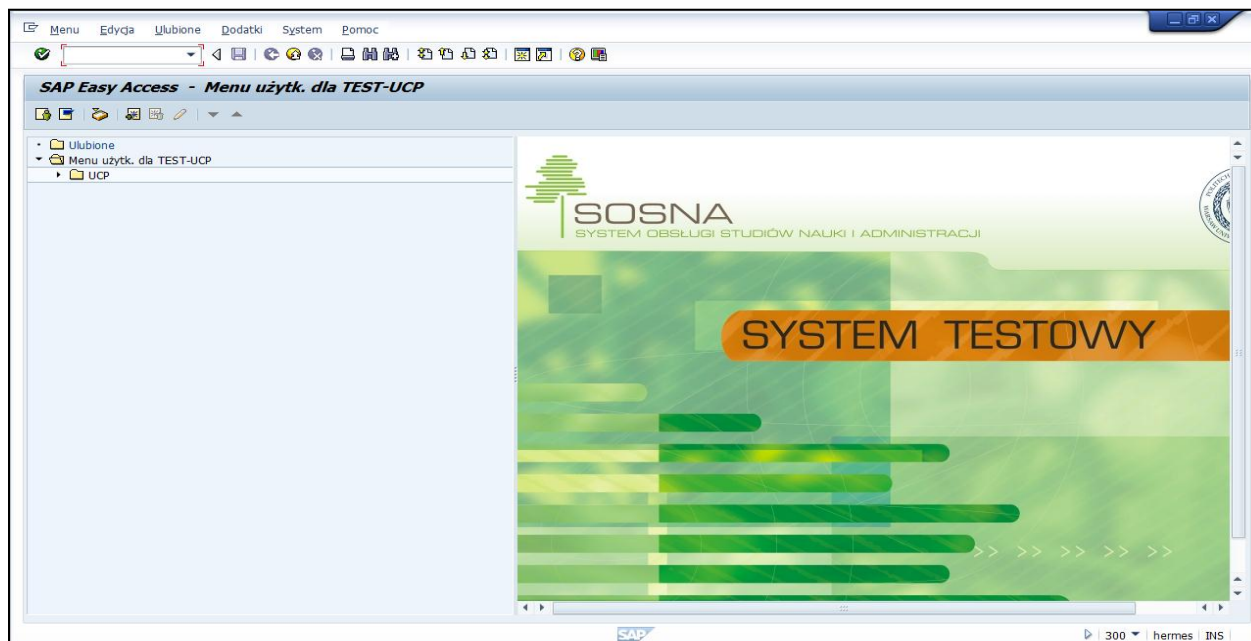 Menu Edycja Ulubione Dodatki System Pomoc
SAP Easy Access - Menu użytk. dla TEST-UCP
Ulubione
Menu użytk. dla TEST-UCP
UCP
SOSNA
SYSTEM OBSŁUGI STUDIÓW NAUKI I ADMINISTRACJI
SYSTEM TESTOWY
>> >> >> >> >>
SAP
300 hermes INS